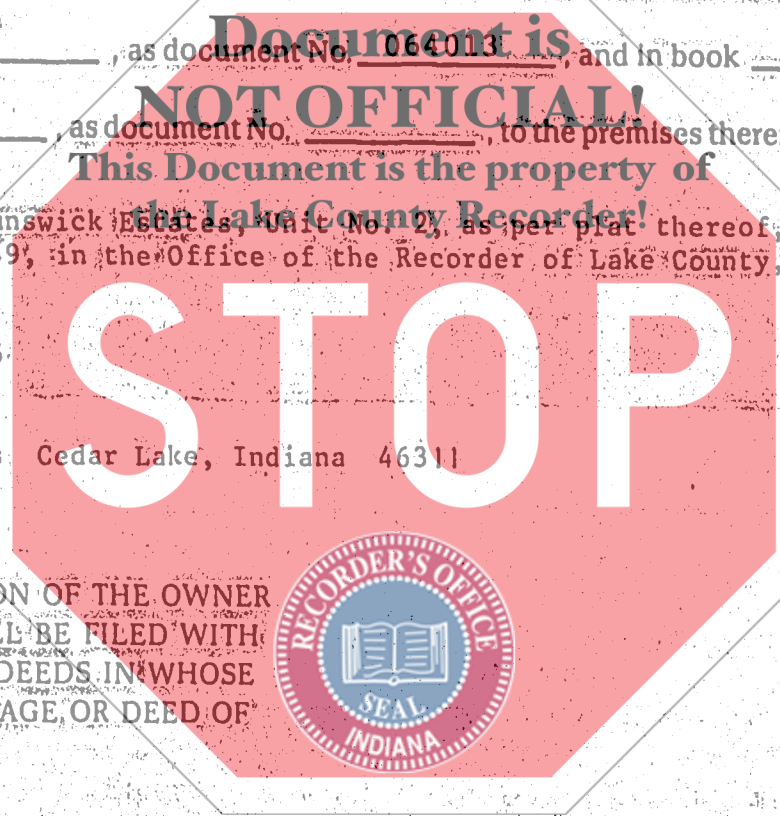 Document is
, as document No. 064013 , and in book
NOT OFFICIAL!
, as document No. , to the premises there
This Document is the property of
the Lake County Recorder!
nswick Estates, Unit No. 2, as per plat thereof,
9, in the Office of the Recorder of Lake County,
STOP
Cedar Lake, Indiana 46311
RECORDER'S OFFICE
ON OF THE OWNER
LL BE FILED WITH
DEEDS IN WHOSE
AGE OR DEED OF
SEAL
INDIANA